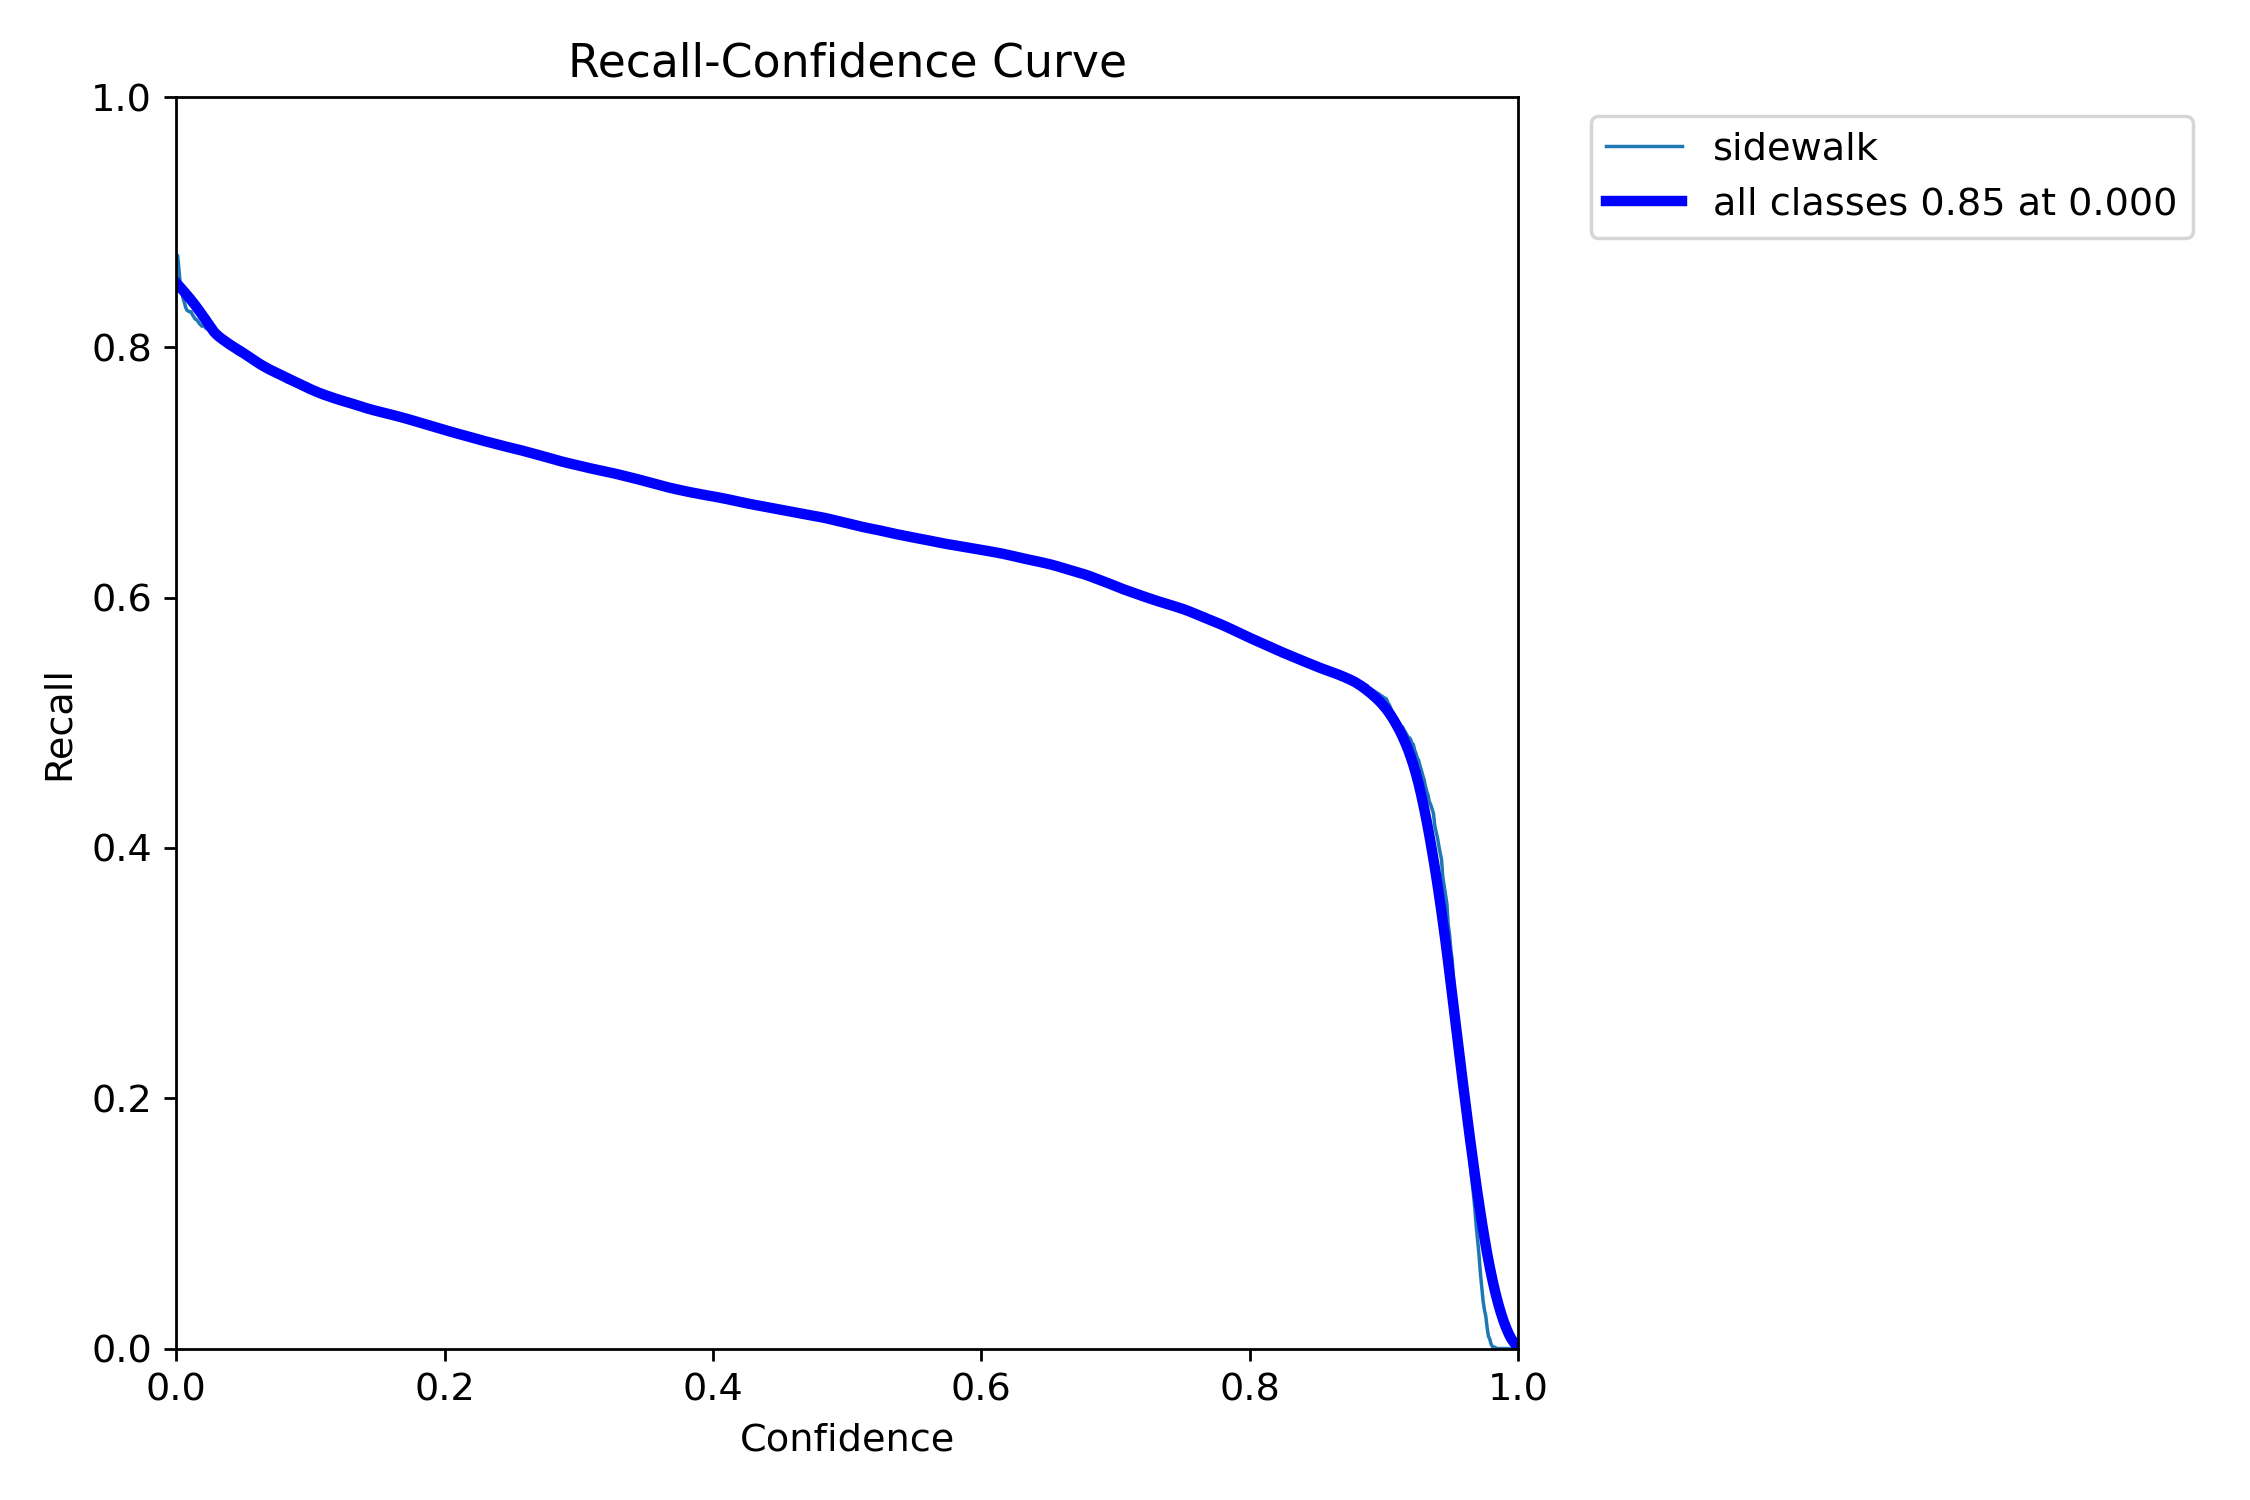 Recall-Confidence Curve
sidewalk
all classes 0.85 at 0.000
1.0
0.8
0.6
0.4
0.2
0.0
Recall
0.0 0.2 0.4 0.6 0.8 1.0
Confidence